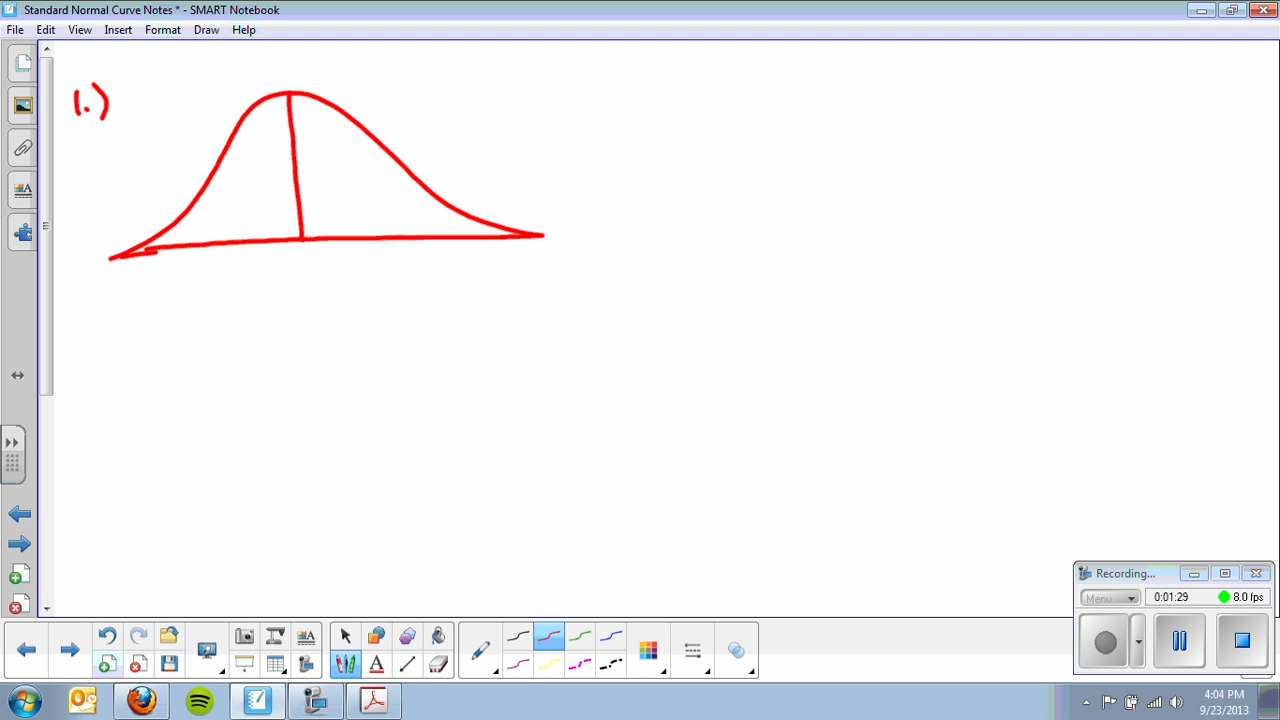 Standard Normal Curve Notes * - SMART Notebook
File Edit View Insert Format Draw Help
1.)
Recording...
Menu 0:01:29 8.0 fps
4:04 PM
9/23/2013